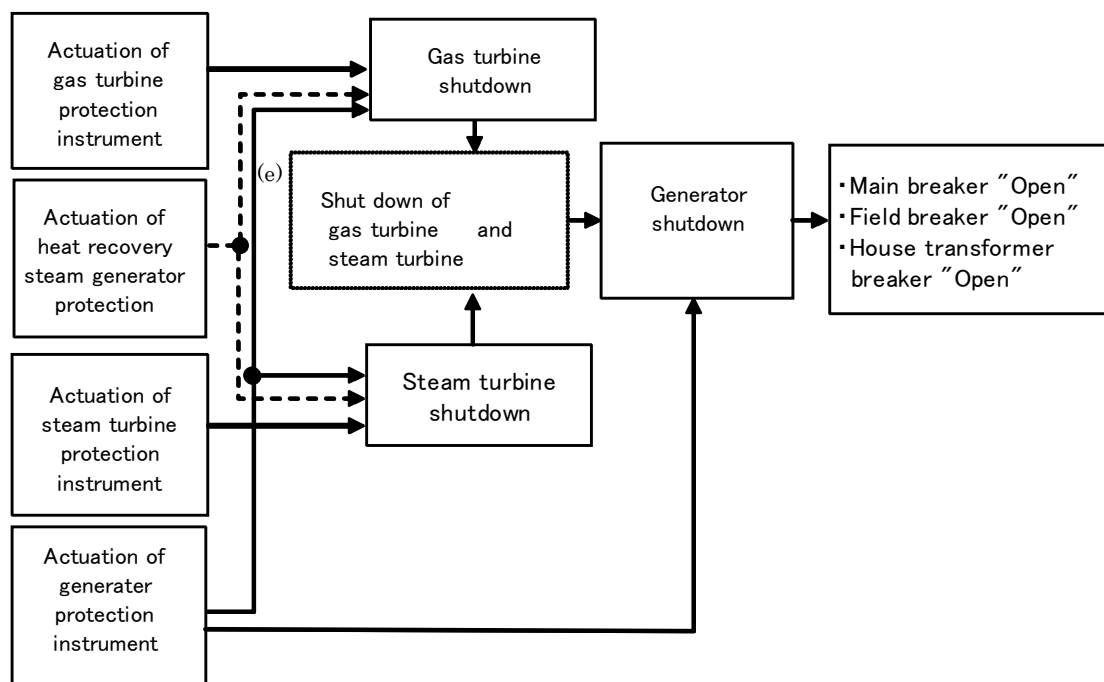 Actuation of
gas turbine
protection
instrument
Gas turbine
shutdown
(e)
Shut down of
gas turbine and
steam turbine
Generator
shutdown
・Main breaker "Open"
・Field breaker "Open"
・House transformer
breaker "Open"
Actuation of
heat recovery
steam generator
protection
Actuation of
steam turbine
protection
instrument
Steam turbine
shutdown
Actuation of
generater
protection
instrument